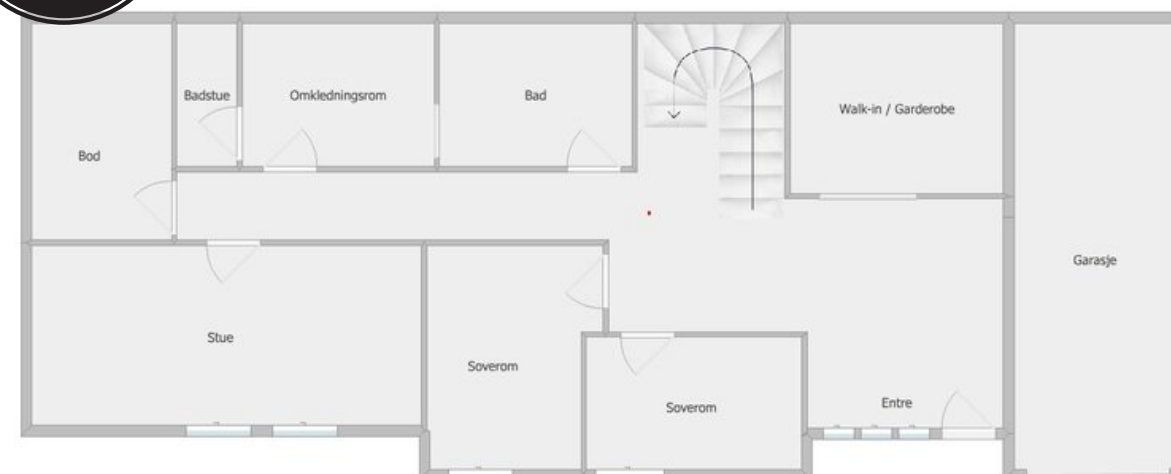 Badstue
Omkledningsrom
Bad
Walk-in / Garderobe
Bod
Garasje
Stue
Soverom
Soverom
Entre